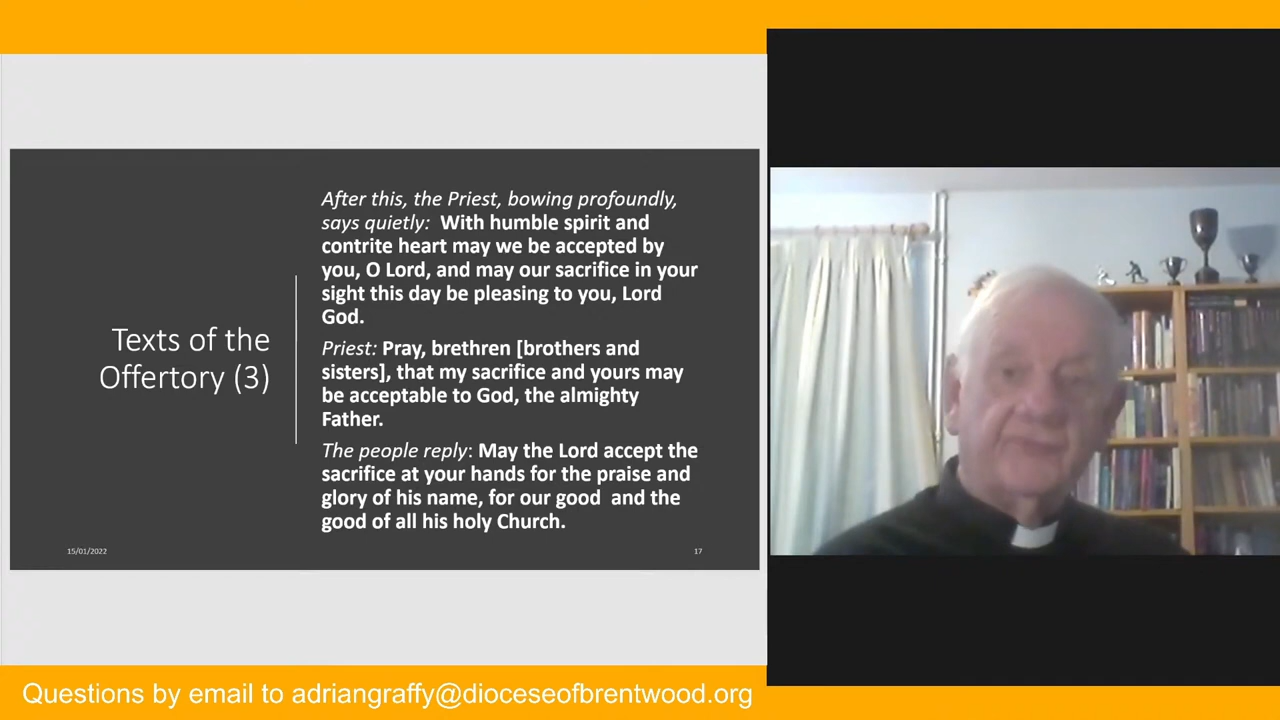 Texts of the
Offertory (3)
After this, the Priest, bowing profoundly,
says quietly: With humble spirit and
contrite heart may we be accepted by
you, O Lord, and may our sacrifice in your
sight this day be pleasing to you, Lord
God.
Priest: Pray, brethren [brothers and
sisters], that my sacrifice and yours may
be acceptable to God, the almighty
Father.
The people reply: May the Lord accept the
sacrifice at your hands for the praise and
glory of his name, for our good and the
good of all his holy Church.
15/01/2022
17
Questions by email to adriangraffy@dioceseofbrentwood.org